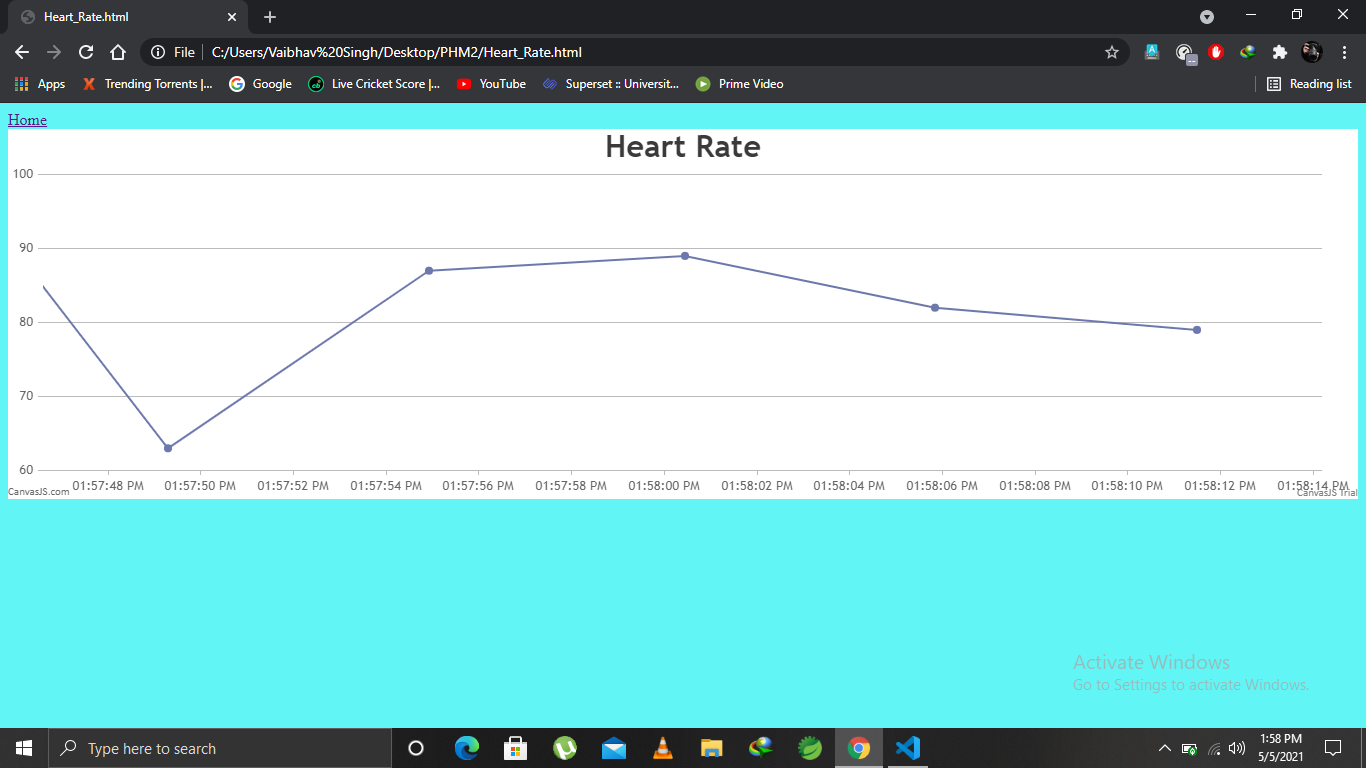 Heart_Rate.html
File C:/Users/Vaibhav%20Singh/Desktop/PHM2/Heart_Rate.html
Apps Trending Torrents |... Google Live Cricket Score |... YouTube Superset :: Universit... Prime Video Reading list
Home
Heart Rate
100
90
80
70
60
01:57:48 PM 01:57:50 PM 01:57:52 PM 01:57:54 PM 01:57:56 PM 01:57:58 PM 01:58:00 PM 01:58:02 PM 01:58:04 PM 01:58:06 PM 01:58:08 PM 01:58:10 PM 01:58:12 PM 01:58:14 PM
CanvasJS.com CanvasJS Trial
Activate Windows
Go to Settings to activate Windows.
Type here to search
1:58 PM
5/5/2021